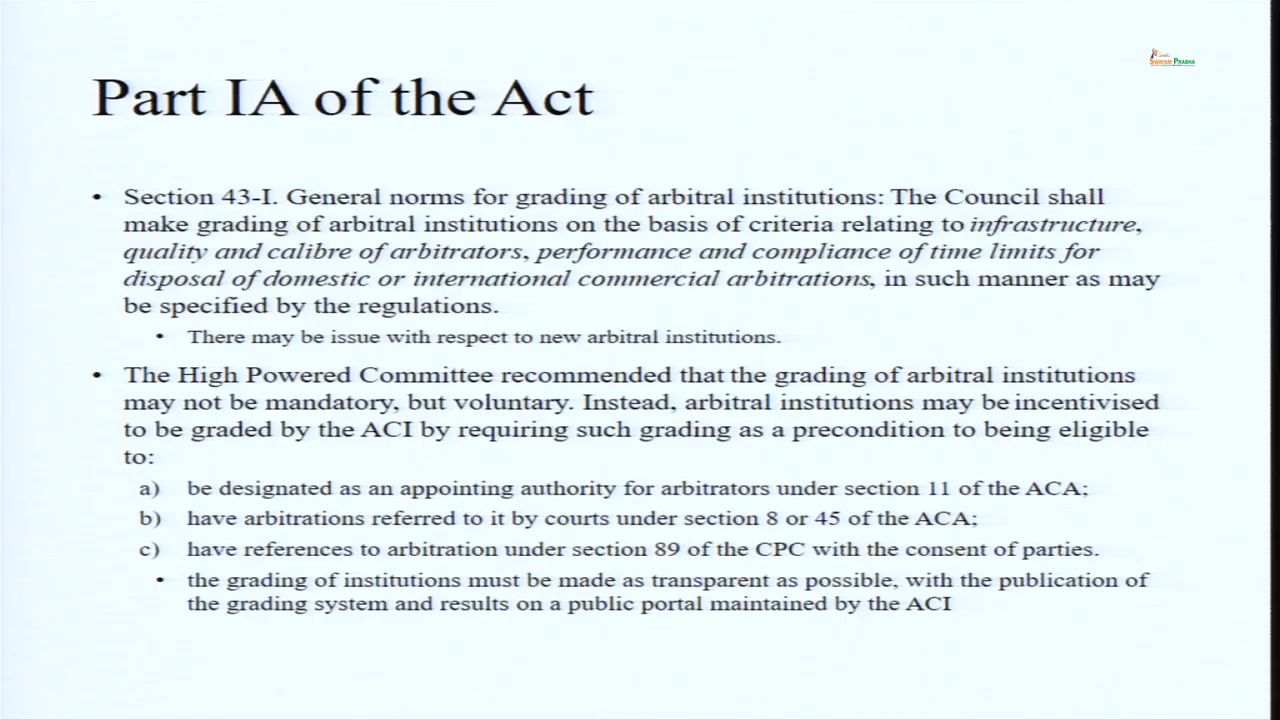 SWAYAM PRABHA
Part IA of the Act
• Section 43-I. General norms for grading of arbitral institutions: The Council shall
make grading of arbitral institutions on the basis of criteria relating to infrastructure,
quality and calibre of arbitrators, performance and compliance of time limits for
disposal of domestic or international commercial arbitrations, in such manner as may
be specified by the regulations.
• There may be issue with respect to new arbitral institutions.
• The High Powered Committee recommended that the grading of arbitral institutions
may not be mandatory, but voluntary. Instead, arbitral institutions may be incentivised
to be graded by the ACI by requiring such grading as a precondition to being eligible
to:
a) be designated as an appointing authority for arbitrators under section 11 of the ACA;
b) have arbitrations referred to it by courts under section 8 or 45 of the ACA;
c) have references to arbitration under section 89 of the CPC with the consent of parties.
• the grading of institutions must be made as transparent as possible, with the publication of
the grading system and results on a public portal maintained by the ACI